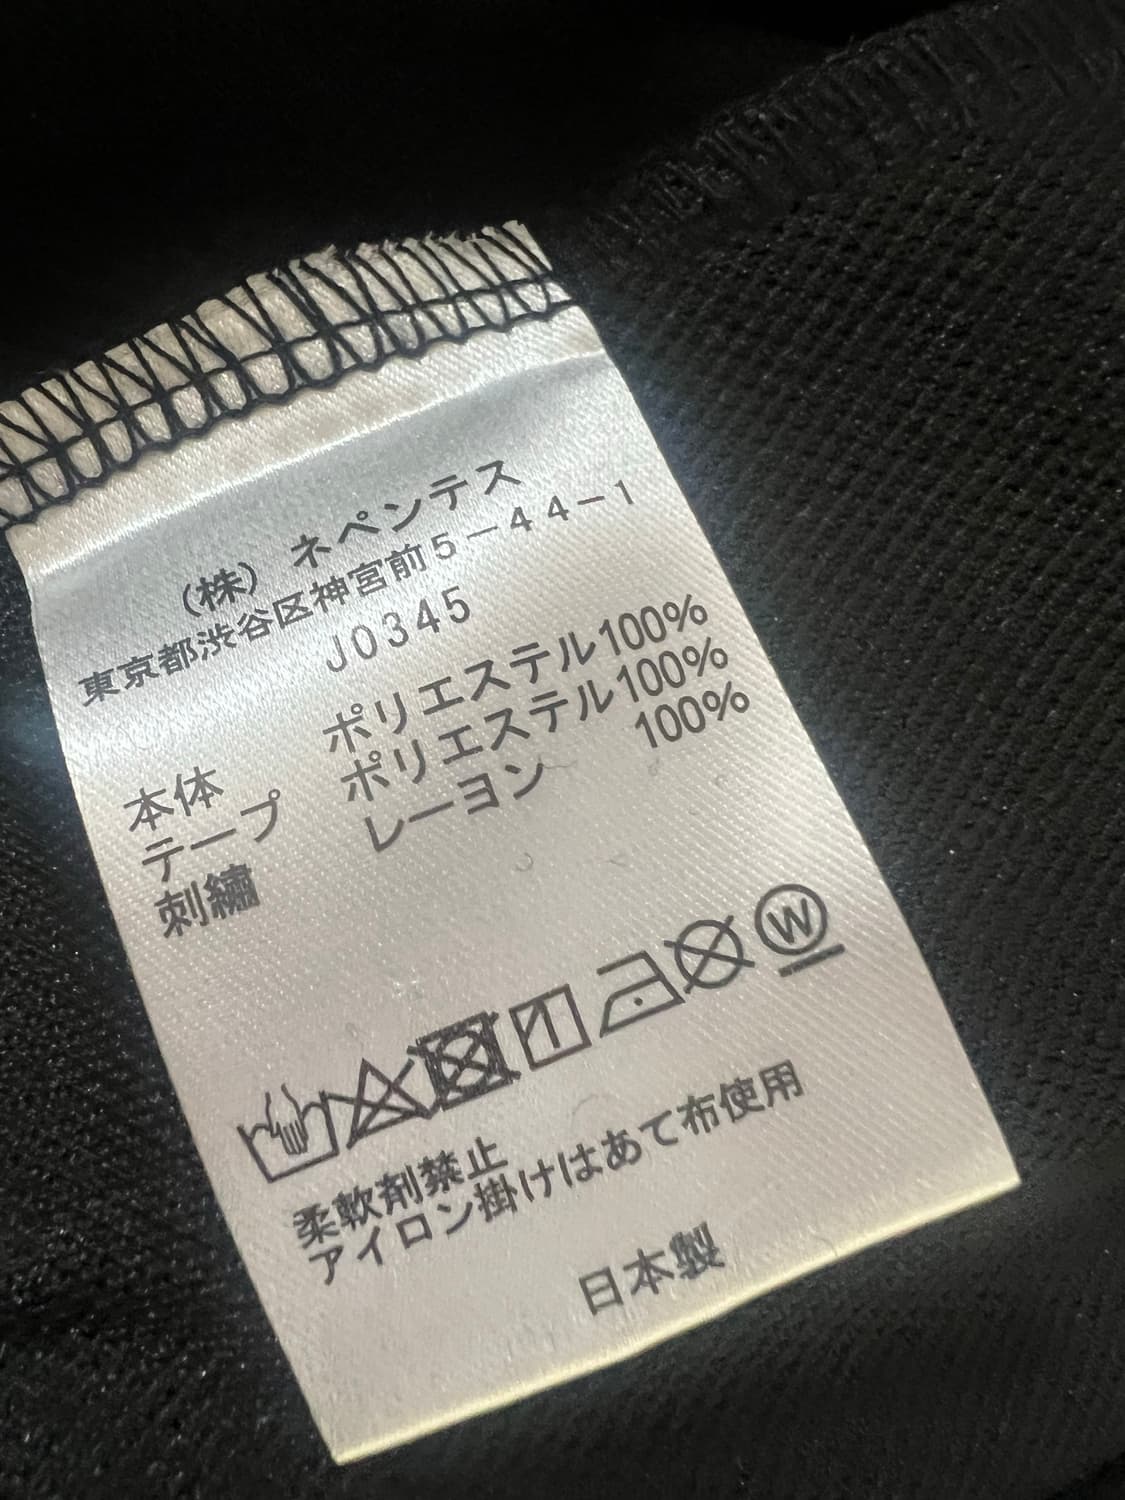 (株) ネペンテス
東京都渋谷区神宮前5-44-1
J0345
本体 ポリエステル100%
テープ ポリエステル100%
刺繍 レーヨン 100%
W
柔軟剤禁止
アイロン掛けはあて布使用
日本製